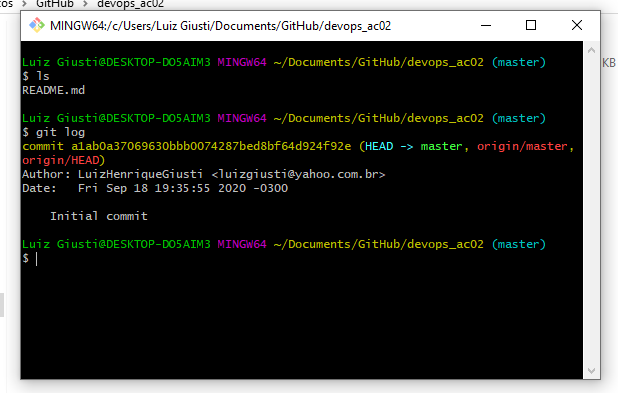 tos > GitHub > devops_ac02
MINGW64:/c/Users/Luiz Giusti/Documents/GitHub/devops_ac02
KB
Luiz Giusti@DESKTOP-DO5AIM3 MINGW64 ~/Documents/GitHub/devops_ac02 (master)
$ ls
README.md
Luiz Giusti@DESKTOP-DO5AIM3 MINGW64 ~/Documents/GitHub/devops_ac02 (master)
$ git log
commit a1ab0a37069630bbb0074287bed8bf64d924f92e (HEAD -> master, origin/master,
origin/HEAD)
Author: LuizHenriqueGiusti <luizgiusti@yahoo.com.br>
Date:   Fri Sep 18 19:35:55 2020 -0300
Initial commit
Luiz Giusti@DESKTOP-DO5AIM3 MINGW64 ~/Documents/GitHub/devops_ac02 (master)
$